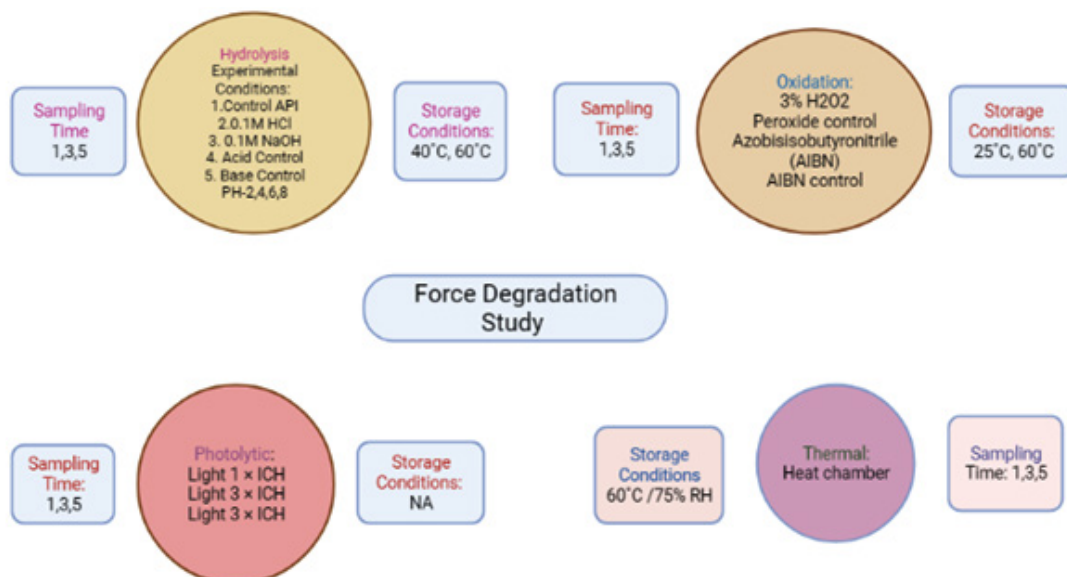 Sampling
Time
1,3,5
Hydrolysis
Experimental
Conditions:
1.Control API
2.0.1M HCl
3. 0.1M NaOH
4. Acid Control
5. Base Control
PH-2,4,6,8
Storage
Conditions:
40˚C, 60˚C
Sampling
Time:
1,3,5
Oxidation:
3% H2O2
Peroxide control
Azobisisobutyronitrile
(AIBN)
AIBN control
Storage
Conditions:
25˚C, 60˚C
Force Degradation
Study
Sampling
Time:
1,3,5
Photolytic:
Light 1 × ICH
Light 3 × ICH
Light 3 × ICH
Storage
Conditions:
NA
Storage
Conditions
60˚C /75% RH
Thermal:
Heat chamber
Sampling
Time: 1,3,5